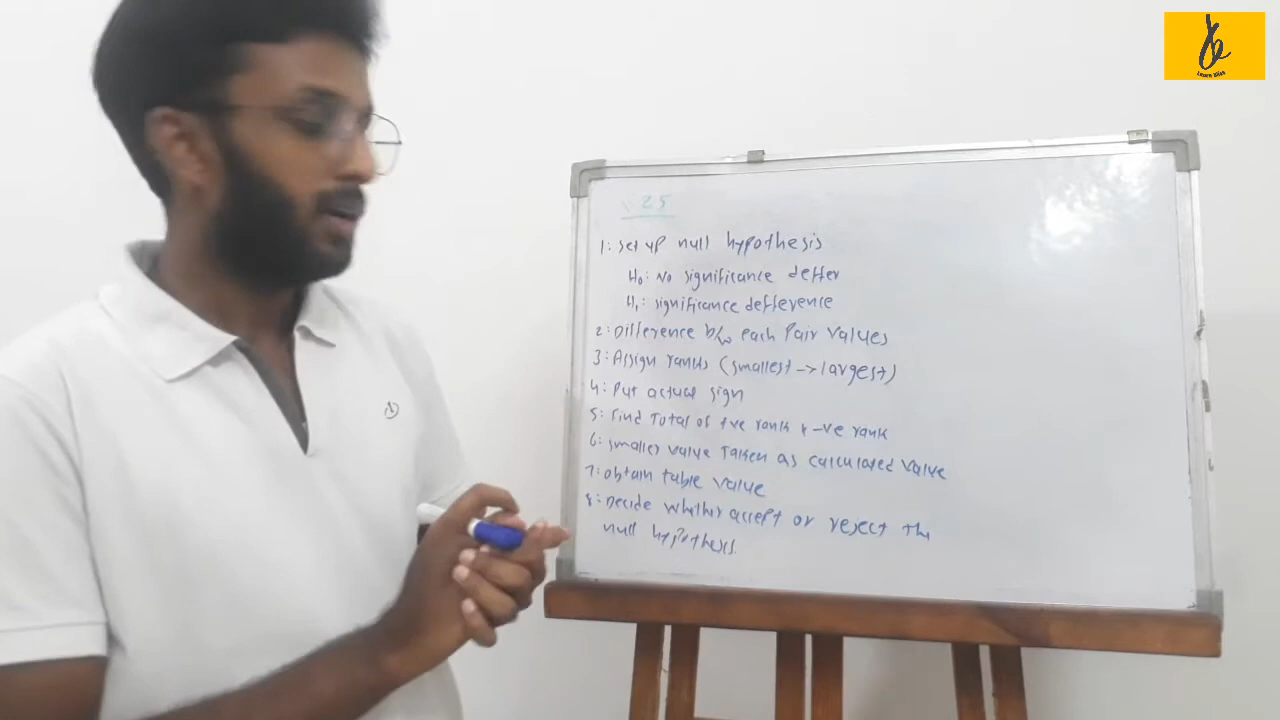 Learn Bliss
25
1: set up null hypothesis
H0: No significance deffer
H1: significance defference
2: Difference b/w each Pair values
3: Assign ranks (smallest -> largest)
4: Put actual sign
5: Find Total of +ve rank & -ve rank
6: smaller value Taken as calculated value
7: obtain table value
8: Decide whether accept or reject the
null hypothesis.